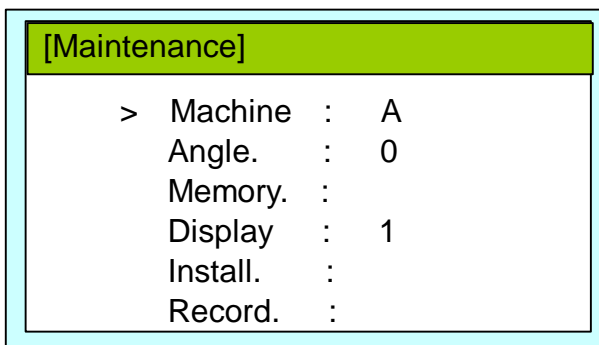 [Maintenance]
> Machine : A
Angle. : 0
Memory. :
Display : 1
Install. :
Record. :